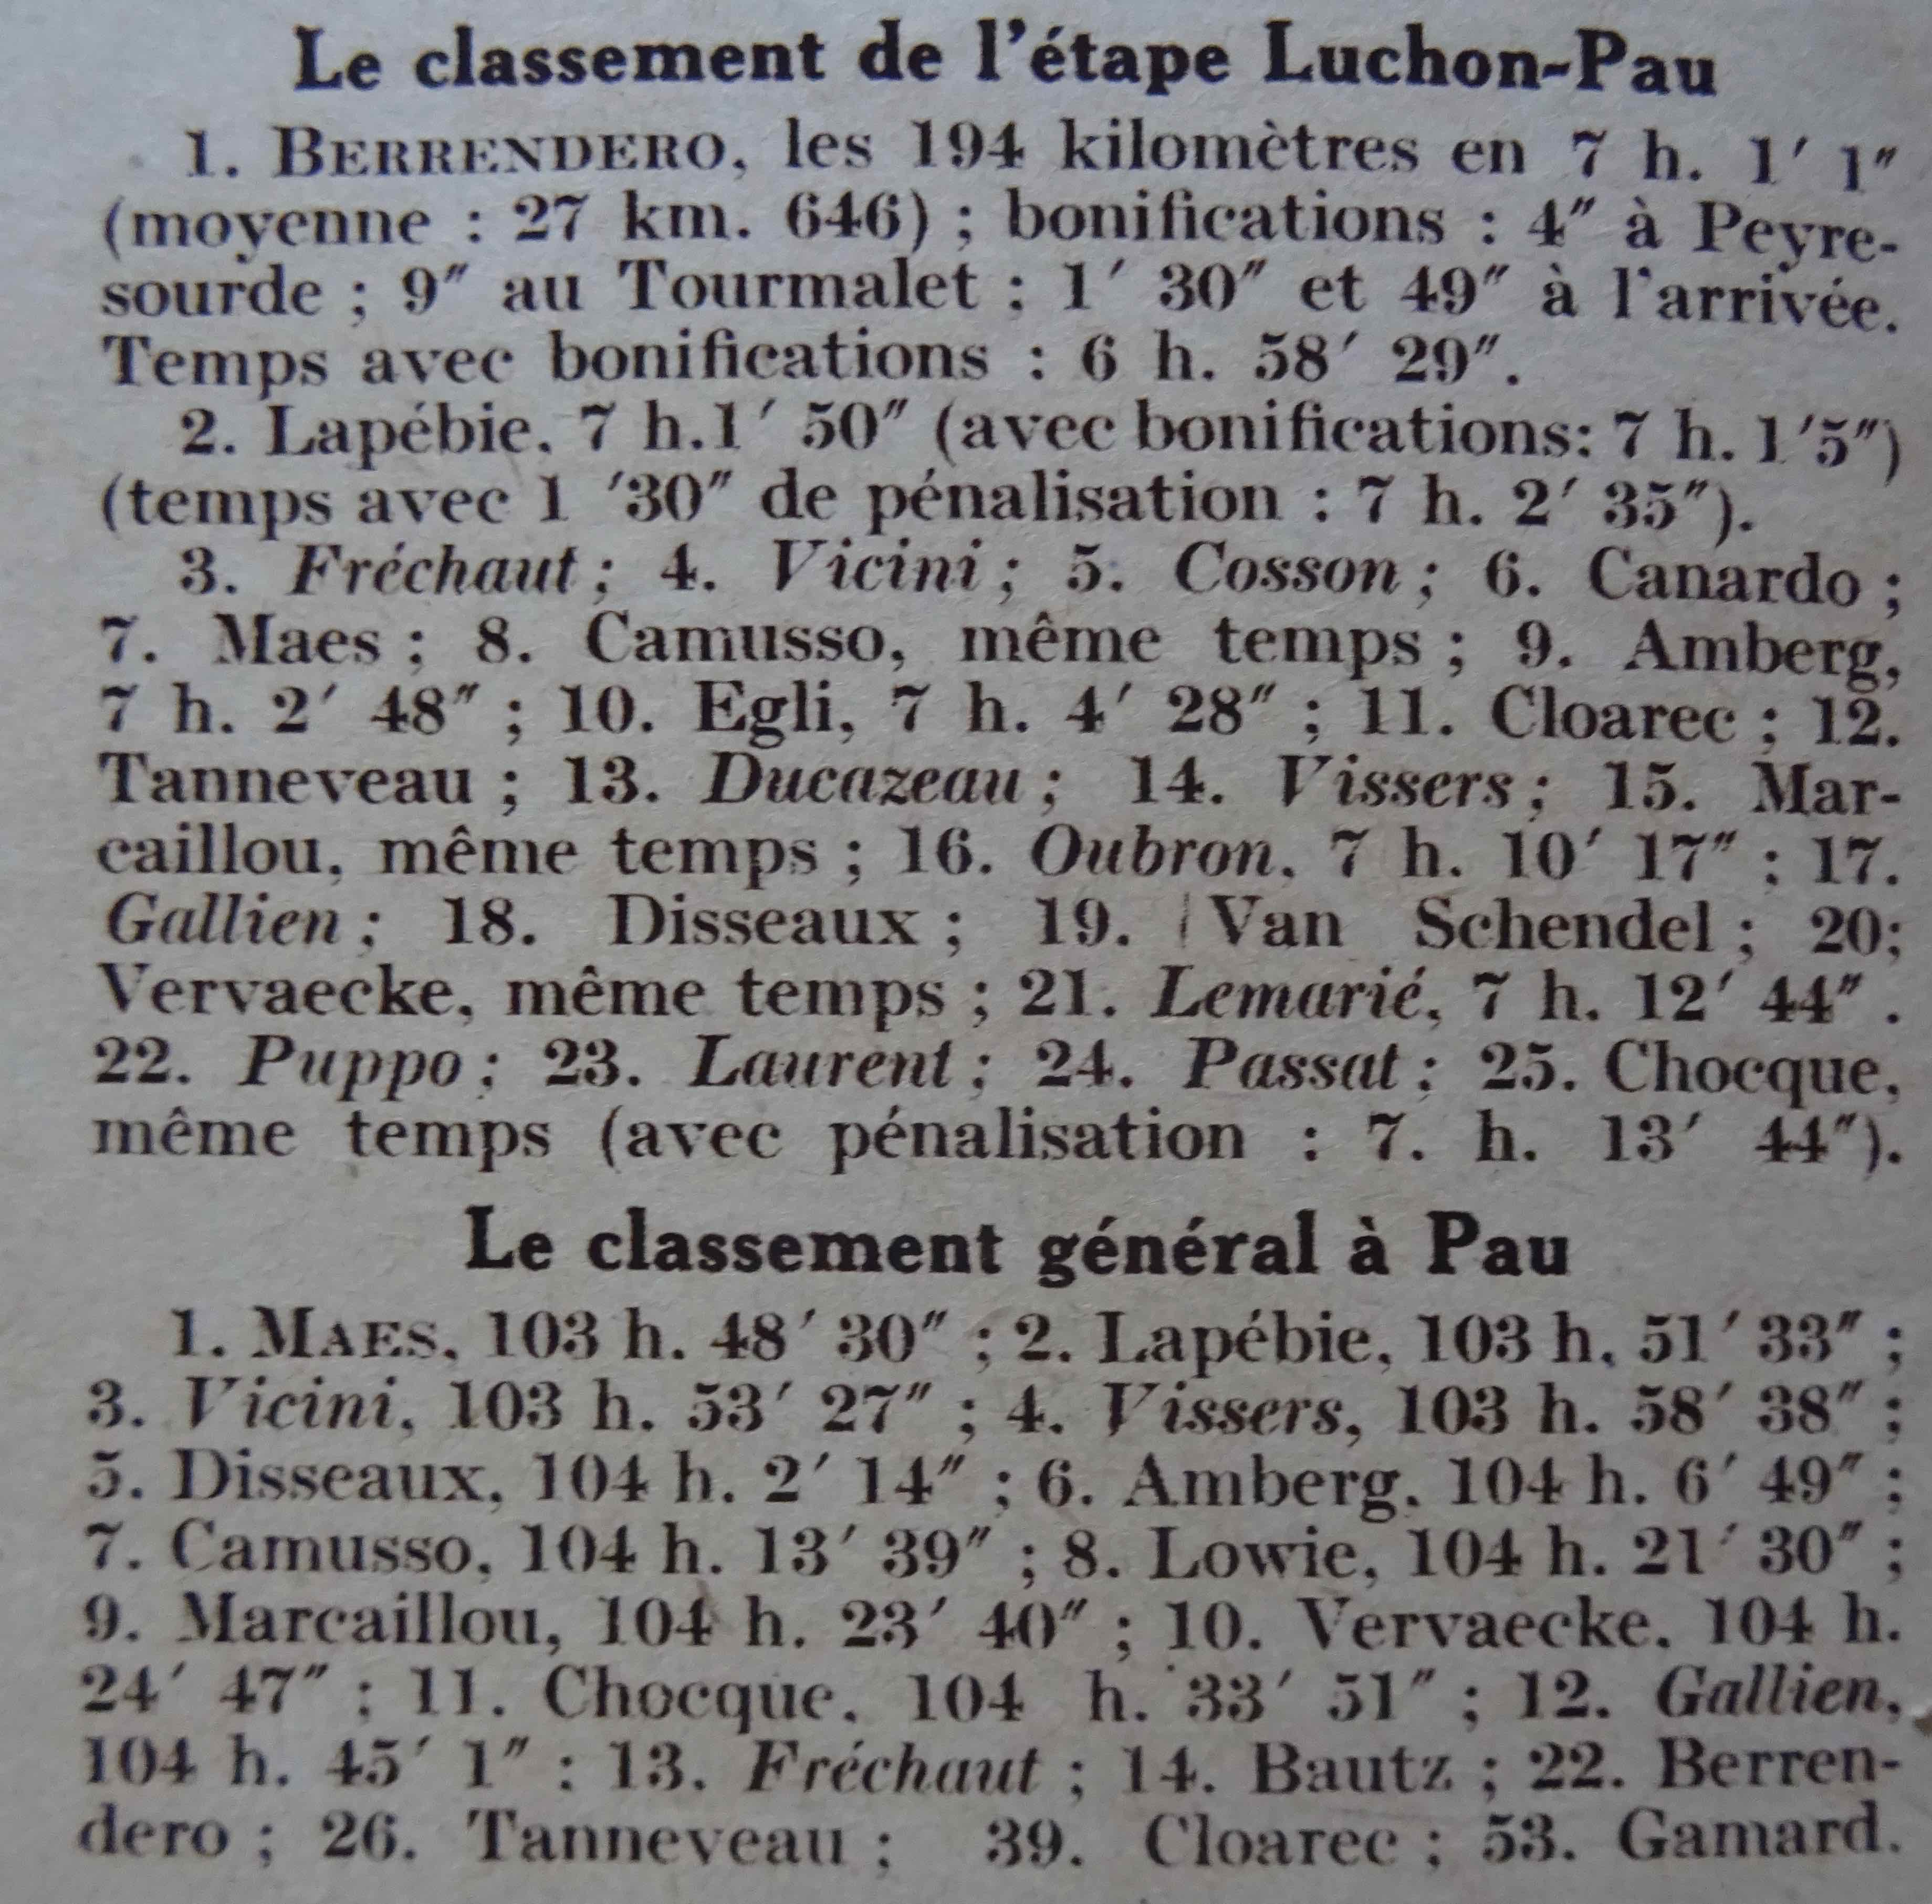 Le classement de l'étape Luchon-Pau
1. BERRENDERO, les 194 kilomètres en 7 h. 1′ 1″
(moyenne : 27 km. 646) ; bonifications : 4″ à Peyre-
sourde ; 9″ au Tourmalet ; 1′ 30″ et 49″ à l'arrivée.
Temps avec bonifications : 6 h. 58′ 29″.
2. Lapébie, 7 h.1′ 50″ (avec bonifications: 7 h. 1′5″)
(temps avec 1 ′30″ de pénalisation : 7 h. 2′ 35″).
3. Fréchaut ; 4. Vicini ; 5. Cosson ; 6. Canardo ;
7. Maes ; 8. Camusso, même temps ; 9. Amberg,
7 h. 2′ 48″ ; 10. Egli, 7 h. 4′ 28″ ; 11. Cloarec ; 12.
Tanneveau ; 13. Ducazeau ; 14. Vissers ; 15. Mar-
caillou, même temps ; 16. Oubron, 7 h. 10′ 17″ ; 17.
Gallien ; 18. Disseaux ; 19. Van Schendel ; 20;
Vervaecke, même temps ; 21. Lemarié, 7 h. 12′ 44″ .
22. Puppo ; 23. Laurent ; 24. Passat ; 25. Chocque,
même temps (avec pénalisation : 7. h. 13′ 44″).
Le classement général à Pau
1. MAES, 103 h. 48′ 30″ ; 2. Lapébie, 103 h. 51′ 33″ ;
3. Vicini, 103 h. 53′ 27″ ; 4. Vissers, 103 h. 58′ 38″ ;
5. Disseaux, 104 h. 2′ 14″ ; 6. Amberg, 104 h. 6′ 49″ ;
7. Camusso, 104 h. 13′ 39″ ; 8. Lowie, 104 h. 21′ 30″ ;
9. Marcaillou, 104 h. 23′ 40″ ; 10. Vervaecke, 104 h.
24′ 47″ ; 11. Chocque, 104 h. 33′ 51″ ; 12. Gallien,
104 h. 45′ 1″ : 13. Fréchaut ; 14. Bautz ; 22. Berren-
dero ; 26. Tanneveau ; 39. Cloarec ; 53. Gamard.